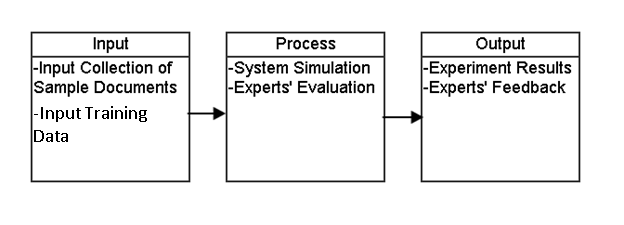 Input
-Input Collection of
Sample Documents
-Input Training
Data
Process
-System Simulation
-Experts' Evaluation
Output
-Experiment Results
-Experts' Feedback